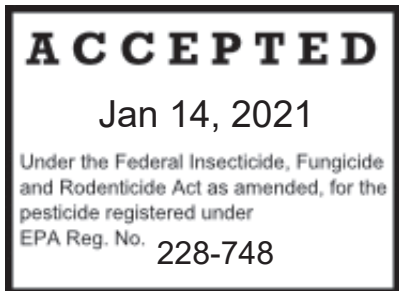 ACCEPTED
Jan 14, 2021
Under the Federal Insecticide, Fungicide
and Rodenticide Act as amended, for the
pesticide registered under
EPA Reg. No. 228-748